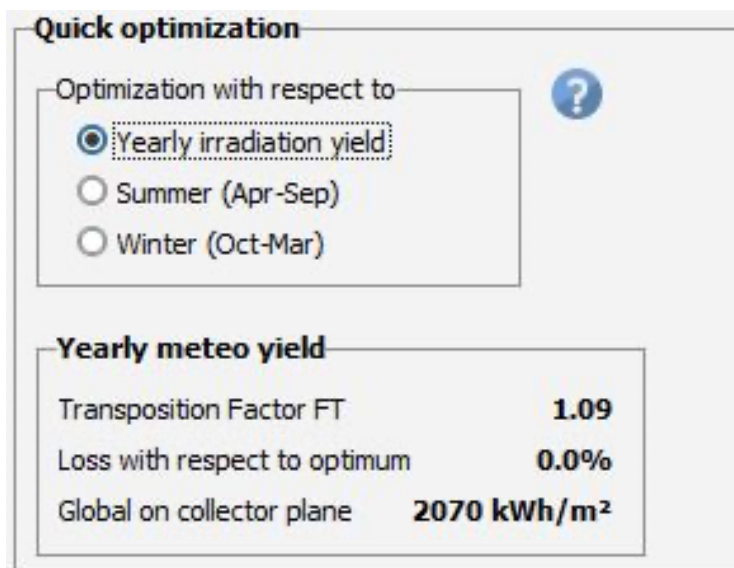 Quick optimization
Optimization with respect to
?
Yearly irradiation yield
Summer (Apr-Sep)
Winter (Oct-Mar)
Yearly meteo yield
Transposition Factor FT 1.09
Loss with respect to optimum 0.0%
Global on collector plane 2070 kWh/m²